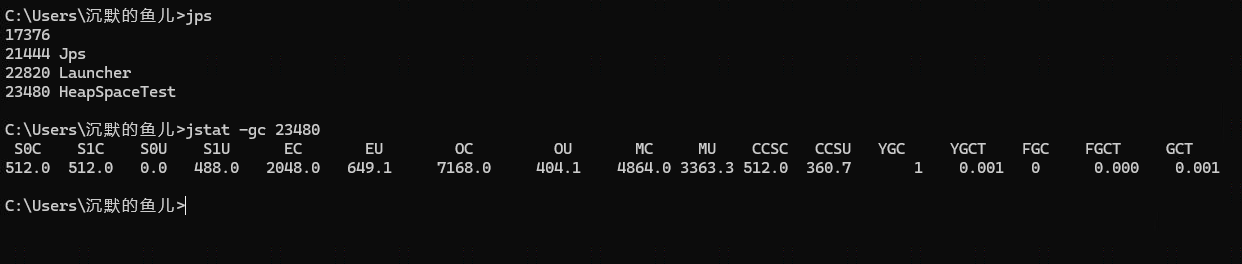 C:\Users\沉默的鱼儿>jps
17376
21444 Jps
22820 Launcher
23480 HeapSpaceTest
C:\Users\沉默的鱼儿>jstat -gc 23480
S0C S1C S0U S1U EC EU OC OU MC MU CCSC CCSU YGC YGCT FGC FGCT GCT
512.0 512.0 0.0 488.0 2048.0 649.1 7168.0 404.1 4864.0 3363.3 512.0 360.7 1 0.001 0 0.000 0.001
C:\Users\沉默的鱼儿>